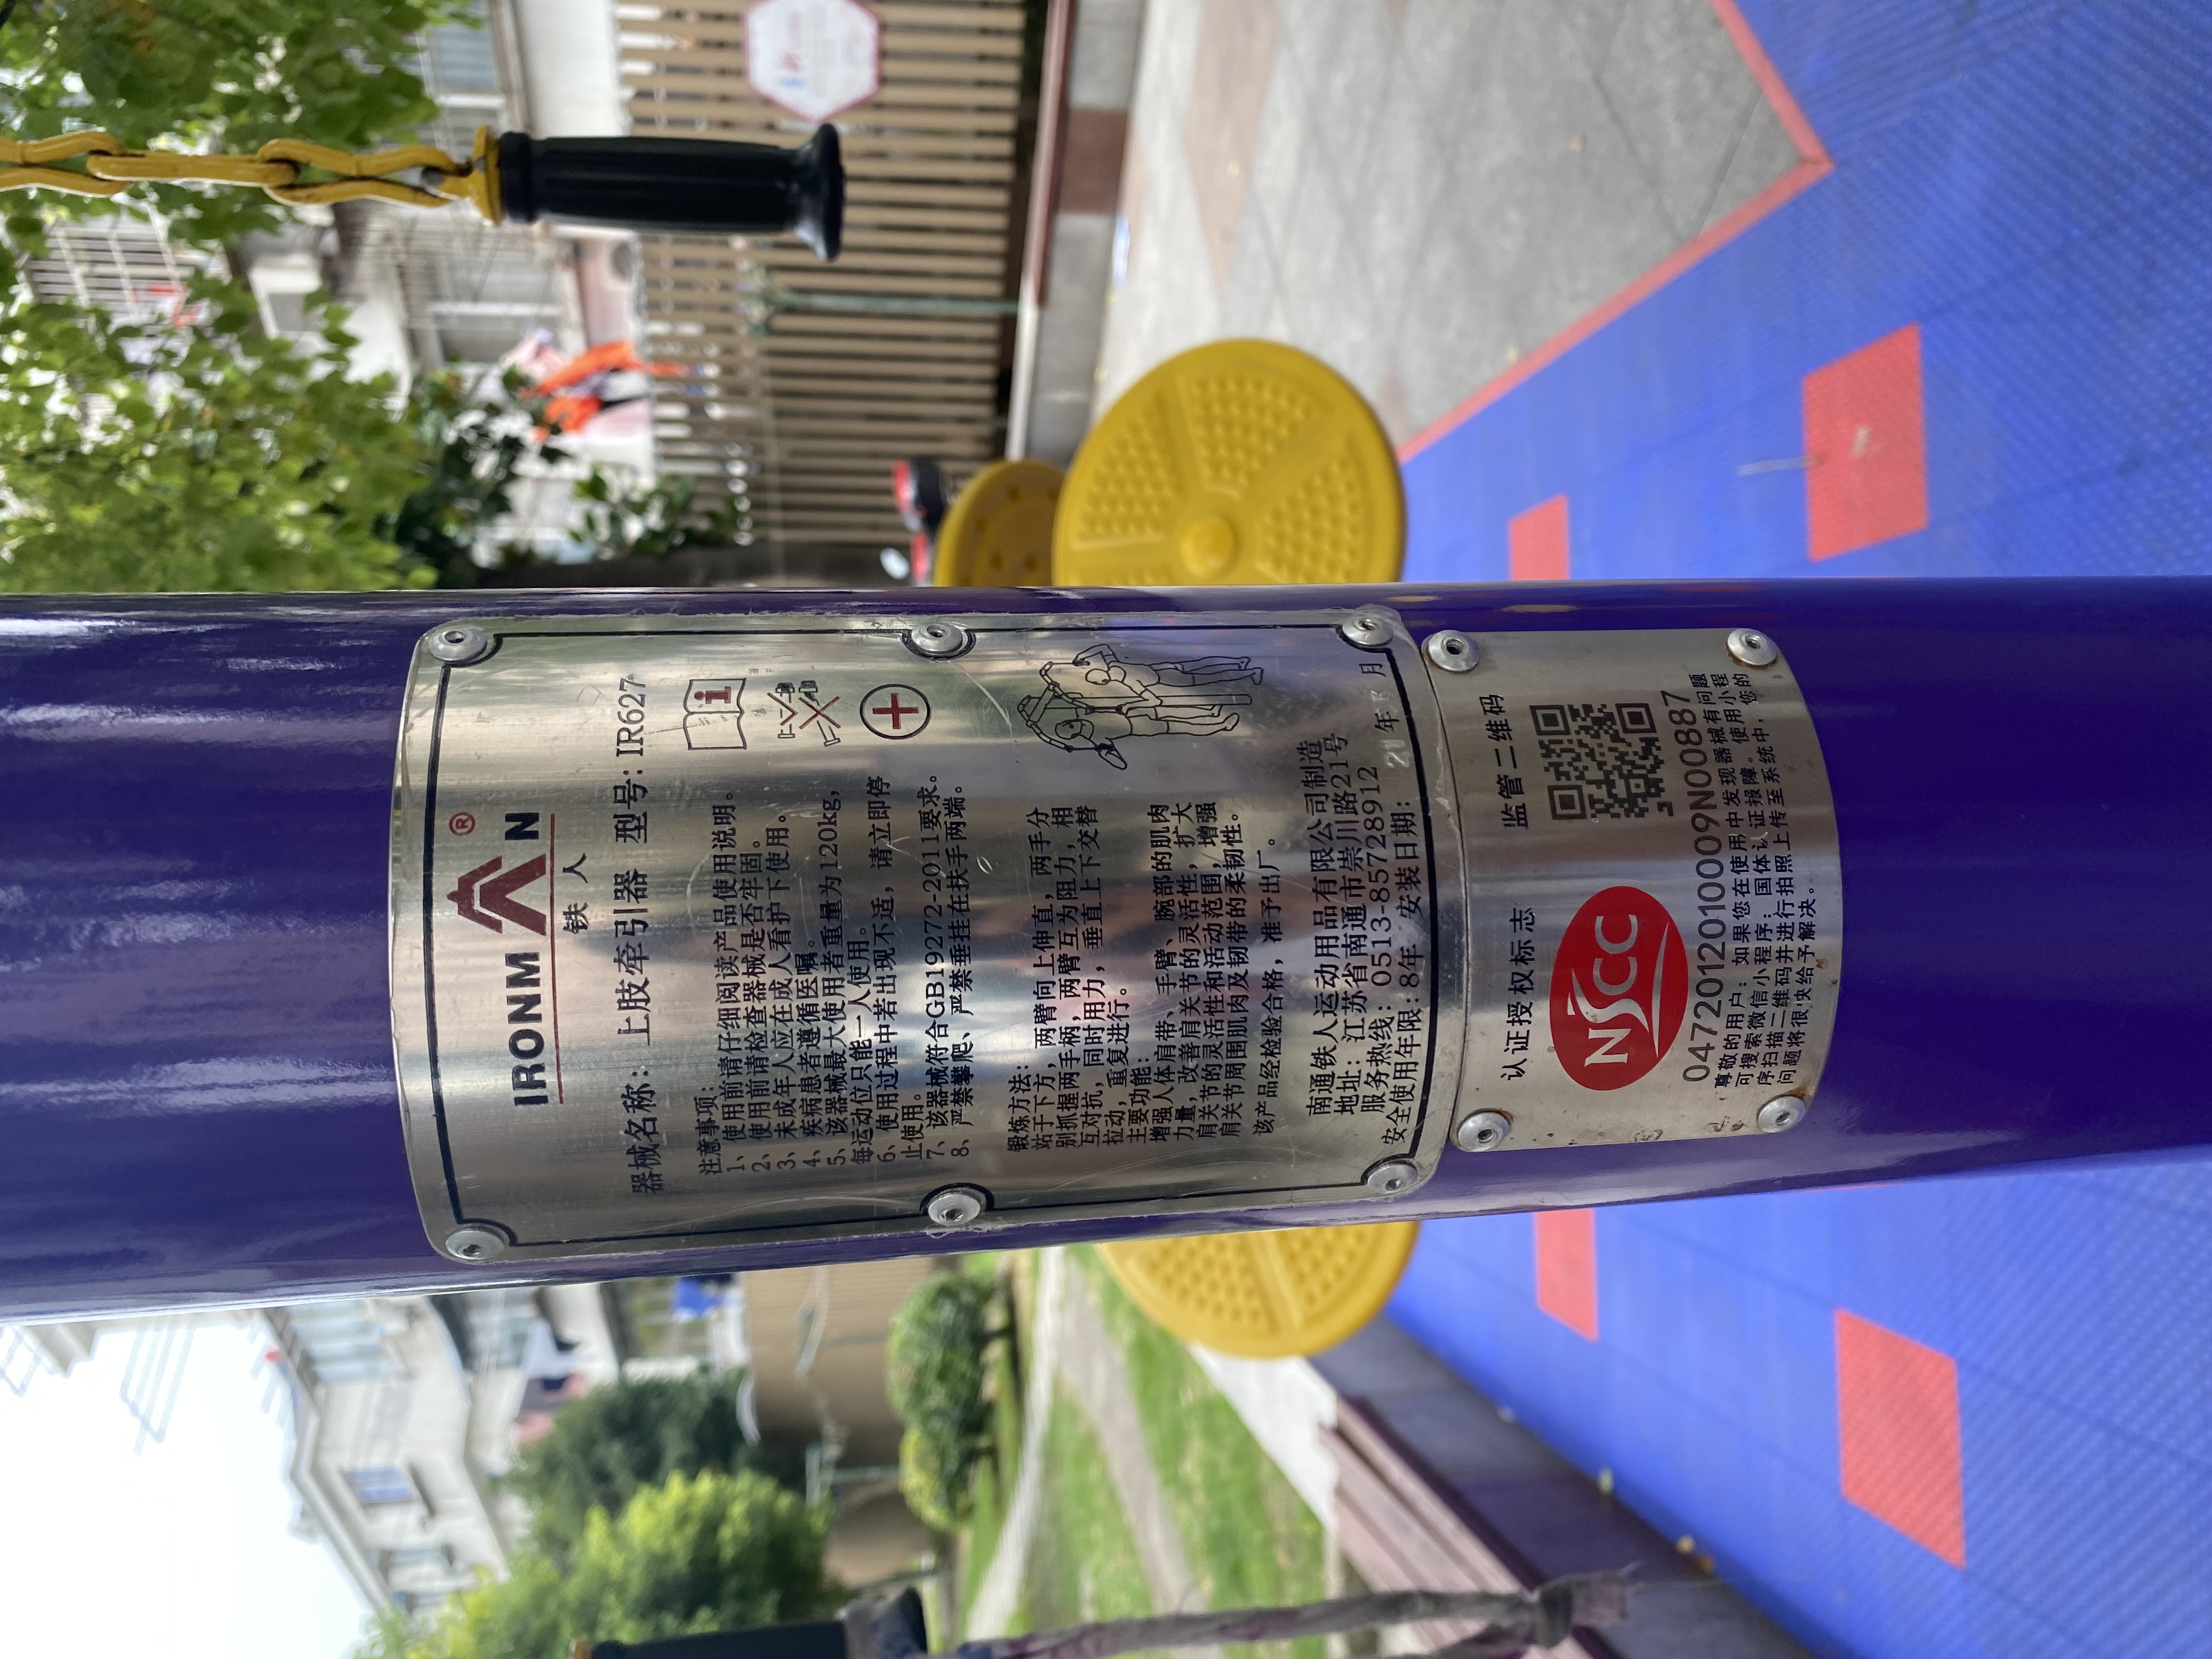 IRONMAN®
铁人
器械名称: 上肢牵引器 型号: IR627
注意事项:
1、使用前请仔细阅读产品使用说明。
2、使用前请检查器械是否牢固。
3、未成年人应在成人看护下使用。
4、疾病患者遵循医嘱。
5、该器械最大使用者重量为120kg,
每运动位只能一人使用。
6、使用过程中若出现不适，请立即停
止使用。
7、该器械符合GB19272-2011要求。
8、严禁攀爬、严禁垂挂在扶手两端。
锻炼方法:
站于下方，两臂向上伸直，两手分
别抓握两手柄，两臂互为阻力，相
互对抗，同时用力，垂直上下交替
拉动，重复进行。
主要功能:
增强人体肩带、手臂、腕部的肌肉
力量，改善肩关节的灵活性，扩大
肩关节的灵活性和活动范围，增强
肩关节周围肌肉及韧带的柔韧性。
该产品经检验合格，准予出厂。
南通铁人运动用品有限公司制造
地址: 江苏省南通市崇川路21号
服务热线: 0513-85728912
安全使用年限: 8年 安装日期: 21年 月
认证授权标志 监管二维码
NSCC
0472012010009N00887
尊敬的用户: 如果您在使用中发现器械有问题
可搜索微信小程序: 国体认证报障。使用小程
序扫描二维码并进行拍照上传至系统中，您的
问题将很快给予解决。